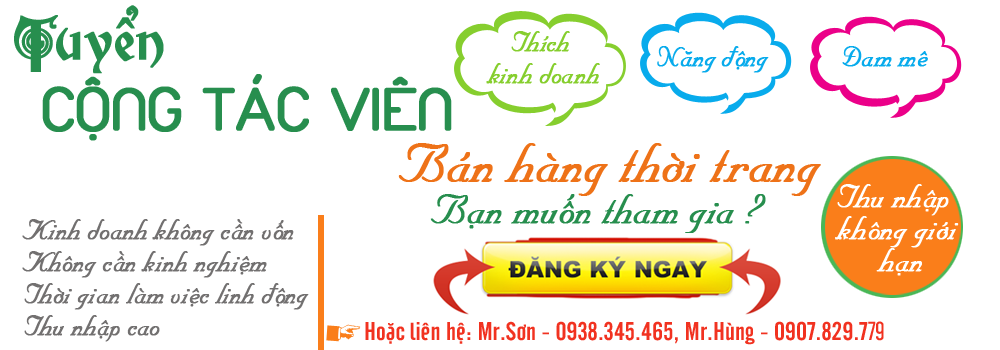 Tuyển
CỘNG TÁC VIÊN
Thích
kinh doanh
Năng động
Đam mê
Bán hàng thời trang
Bạn muốn tham gia ?
Thu nhập
không giới
hạn
Kinh doanh không cần vốn
Không cần kinh nghiệm
Thời gian làm việc linh động
Thu nhập cao
ĐĂNG KÝ NGAY
Hoặc liên hệ: Mr.Sơn - 0938.345.465, Mr.Hùng - 0907.829.779